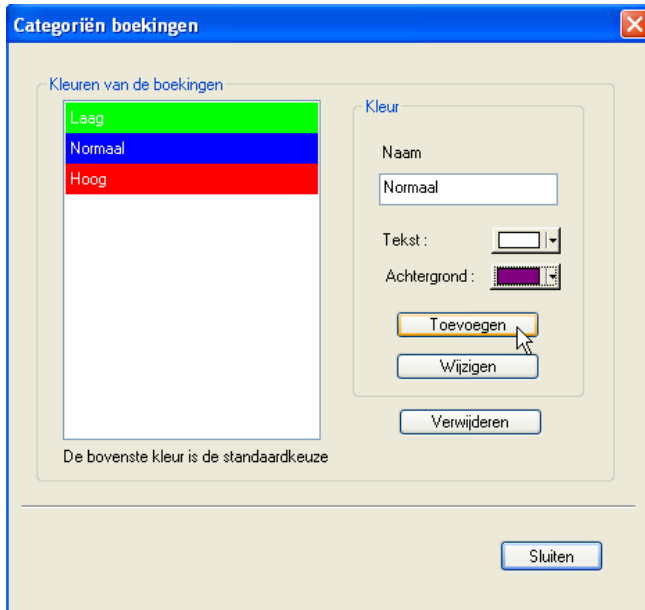 Categoriën boekingen
Kleuren van de boekingen
Laag
Normaal
Hoog
De bovenste kleur is de standaardkeuze
Kleur
Naam
Normaal
Tekst :
Achtergrond :
Toevoegen
Wijzigen
Verwijderen
Sluiten